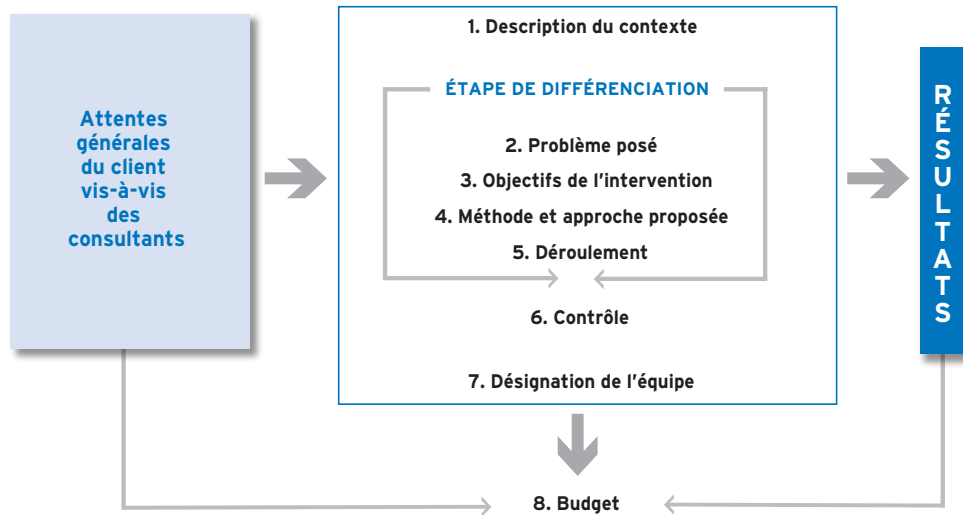 Attentes
générales
du client
vis-à-vis
des
consultants
1. Description du contexte
ÉTAPE DE DIFFÉRENCIATION
2. Problème posé
3. Objectifs de l'intervention
4. Méthode et approche proposée
5. Déroulement
6. Contrôle
7. Désignation de l'équipe
8. Budget
RÉSULTATS